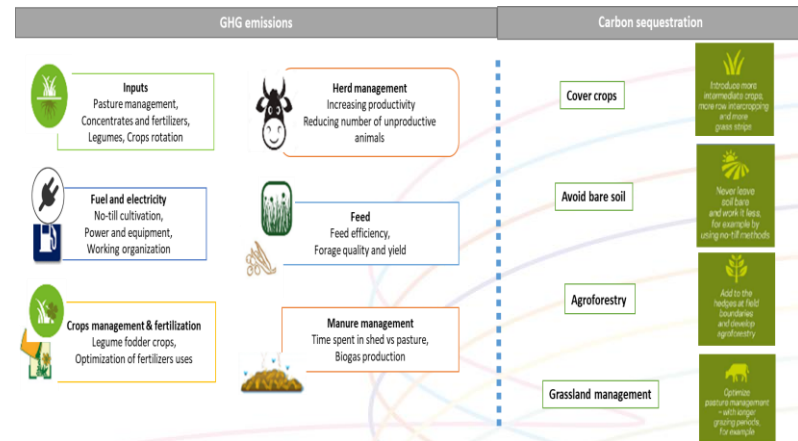 GHG emissions
Carbon sequestration
Inputs
Pasture management,
Concentrates and fertilizers,
Legumes, Crops rotation
Herd management
Increasing productivity
Reducing number of unproductive
animals
Fuel and electricity
No-till cultivation,
Power and equipment,
Working organization
Feed
Feed efficiency,
Forage quality and yield
Crops management & fertilization
Legume fodder crops,
Optimization of fertilizers uses
Manure management
Time spent in shed vs pasture,
Biogas production
Cover crops
Introduce more
intermediate crops,
more row intercropping
and more
grass strips
Avoid bare soil
Never leave
soil bare
and work it less,
for example by
using no-till methods
Agroforestry
Add to the
hedges at field
boundaries
and develop
agroforestry
Grassland management
Optimize
pasture management
– with longer
grazing periods,
for example